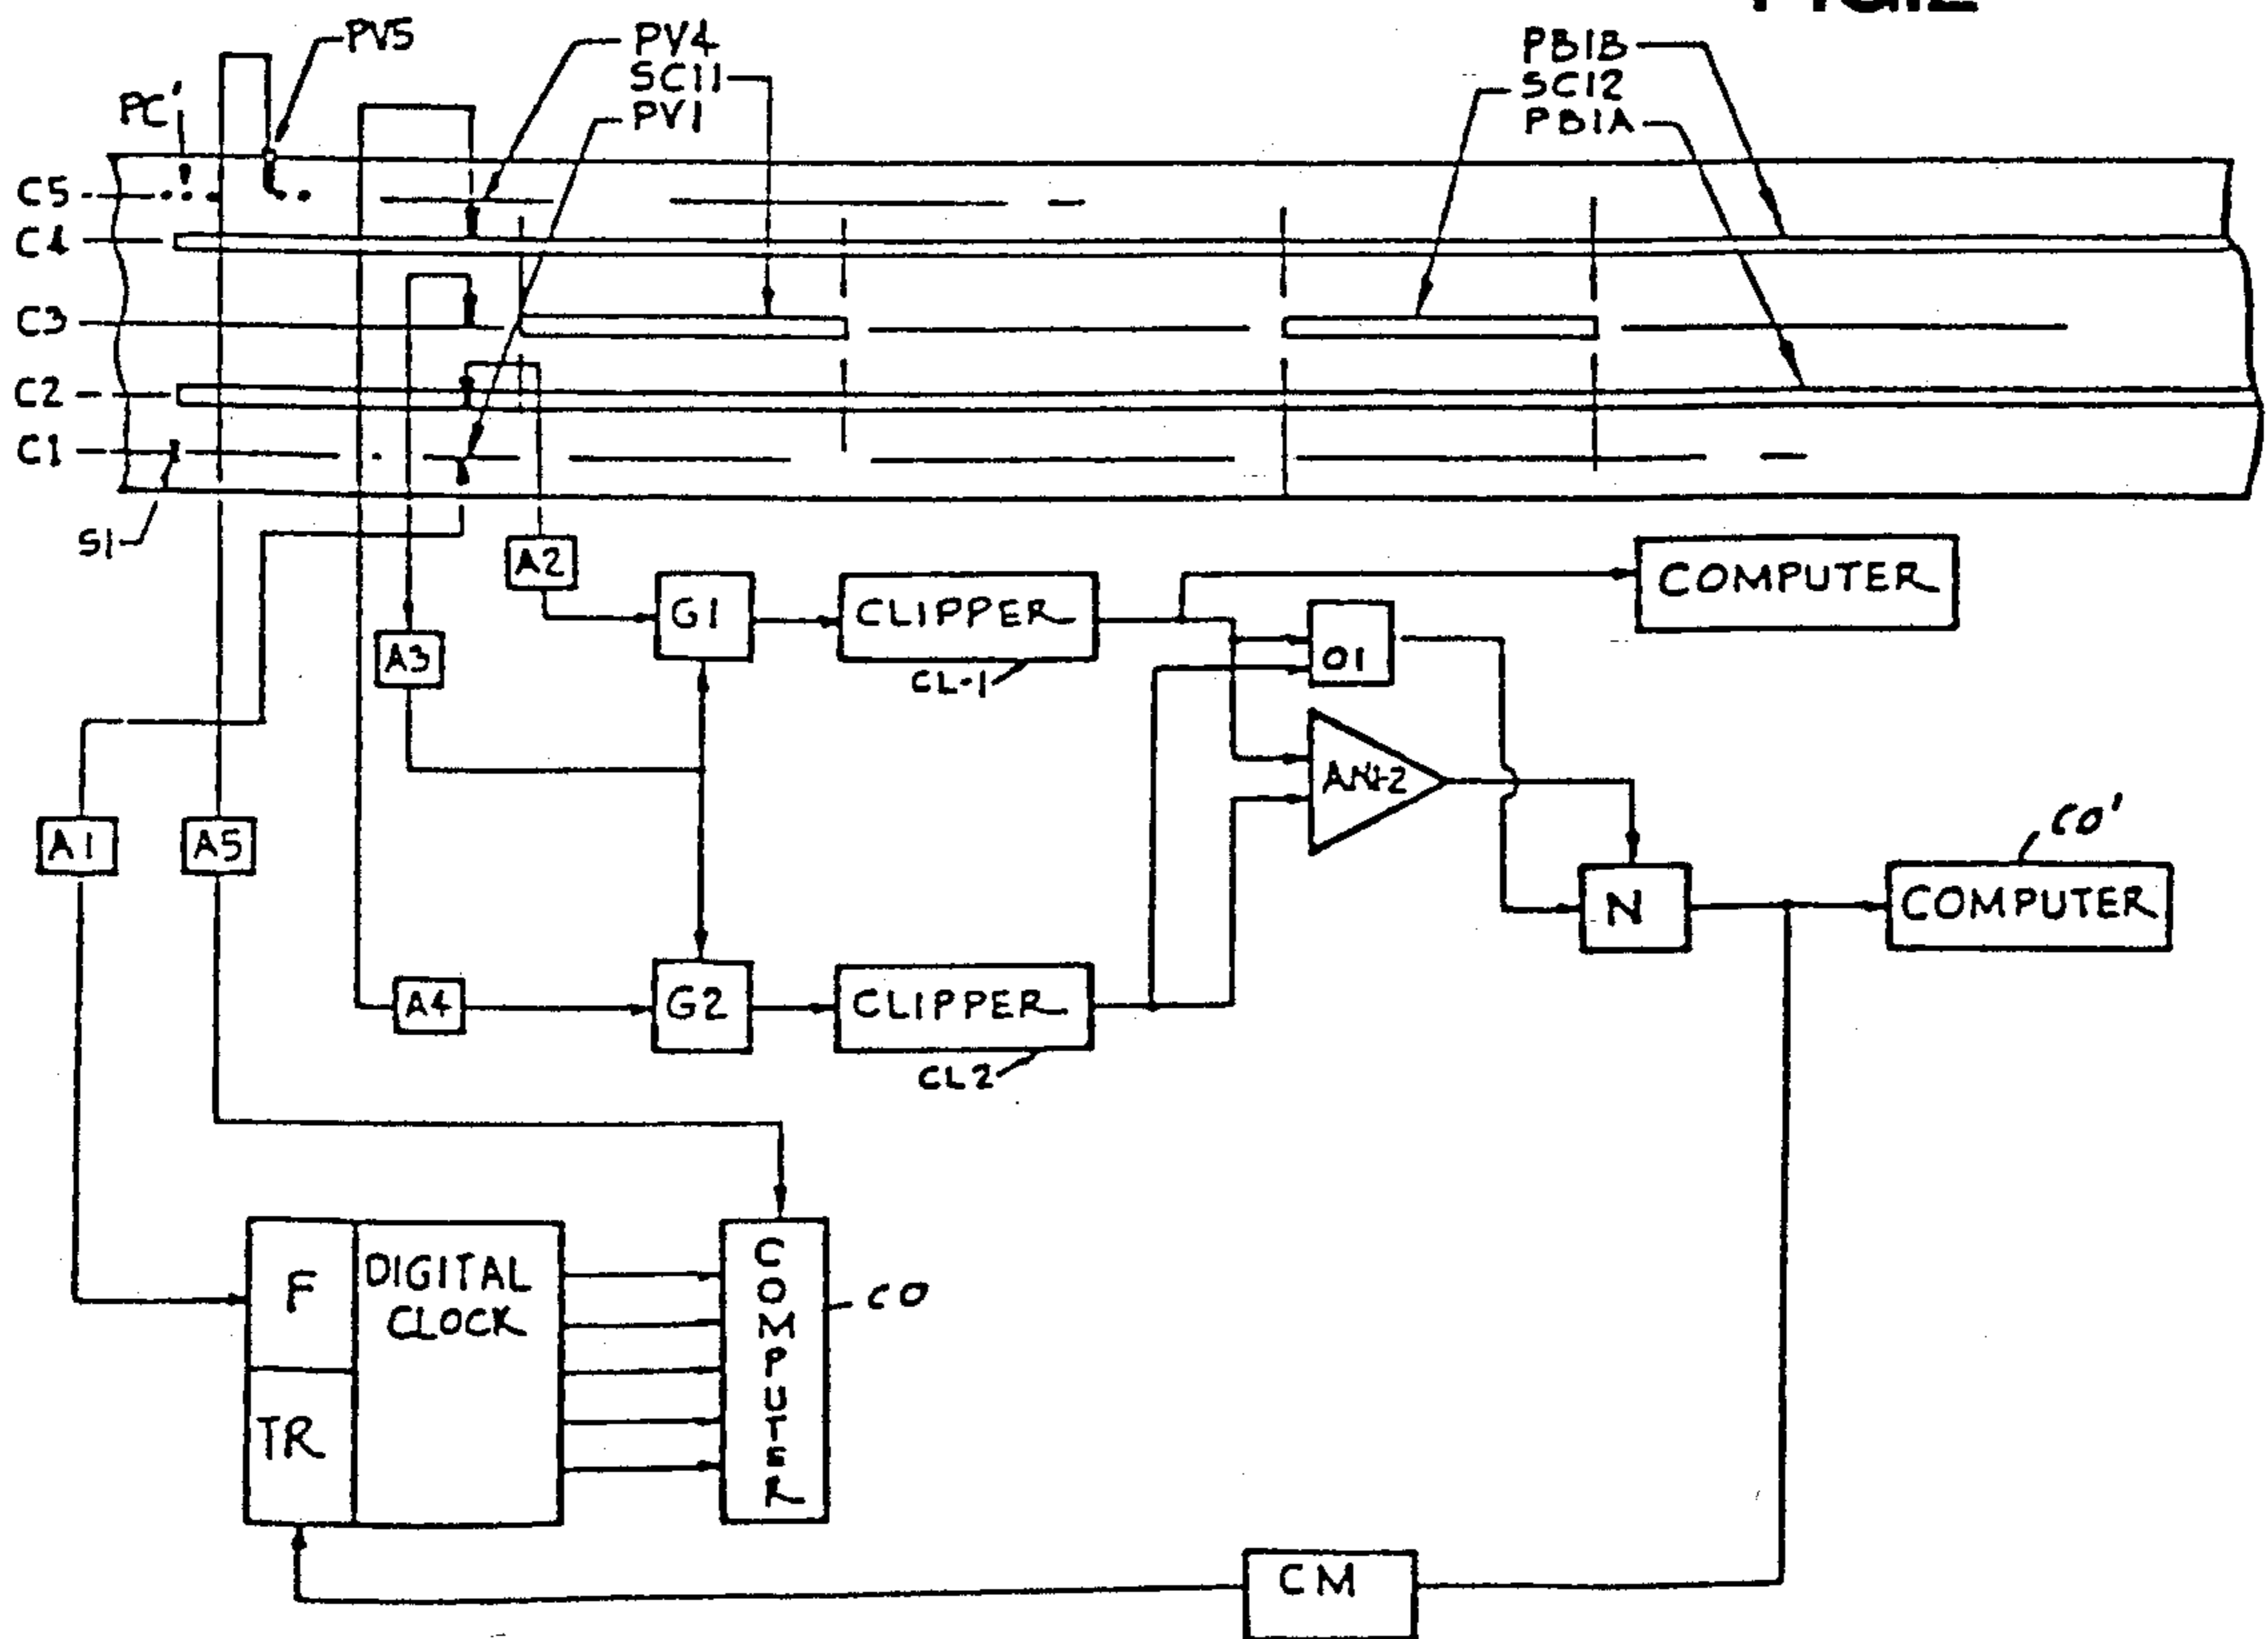 PV5
PV4
SC11
PV1
PB1B
SC12
PB1A
PC'
C5
C4
C3
C2
C1
S1
A2
G1
CLIPPER
CL-1
COMPUTER
O1
A3
AN-2
A1
A5
N
CO'
COMPUTER
A4
G2
CLIPPER
CL2
F
DIGITAL
CLOCK
TR
COMPUTER
CO
CM